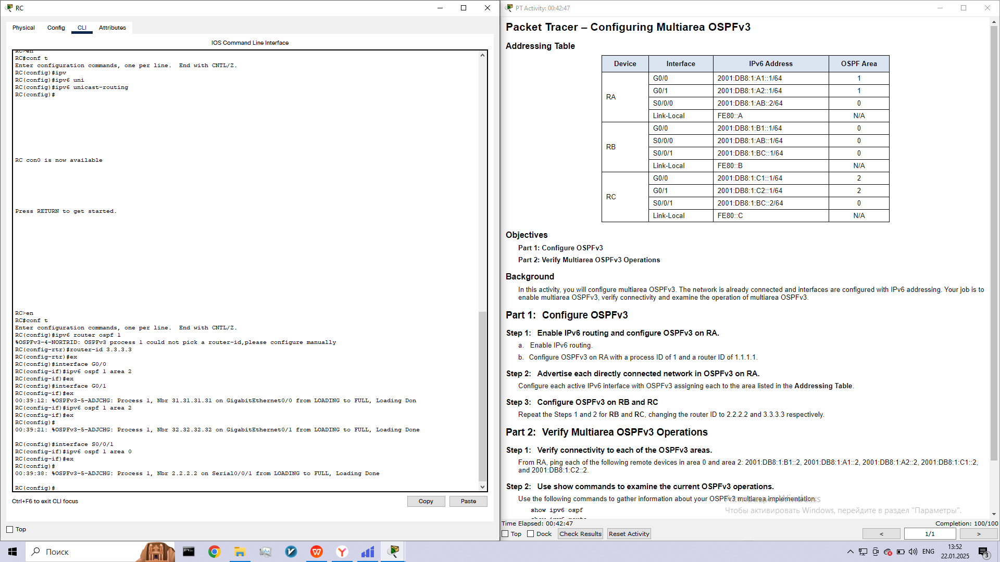 RC
Physical Config CLI Attributes
IOS Command Line Interface
RC>en
RC#conf t
Enter configuration commands, one per line.  End with CNTL/Z.
RC(config)#ipv
RC(config)#ipv6 uni
RC(config)#ipv6 unicast-routing
RC(config)#
RC con0 is now available
Press RETURN to get started.
RC>en
RC#conf t
Enter configuration commands, one per line.  End with CNTL/Z.
RC(config)#ipv6 router ospf 1
%OSPFv3-4-NORTRID: OSPFv3 process 1 could not pick a router-id,please configure manually
RC(config-rtr)#router-id 3.3.3.3
RC(config-rtr)#ex
RC(config)#interface G0/0
RC(config-if)#ipv6 ospf 1 area 2
RC(config-if)#ex
RC(config)#interface G0/1
RC(config-if)#ex
00:39:12: %OSPFv3-5-ADJCHG: Process 1, Nbr 31.31.31.31 on GigabitEthernet0/0 from LOADING to FULL, Loading Don
RC(config-if)#ipv6 ospf 1 area 2
RC(config-if)#ex
RC(config)#
00:39:21: %OSPFv3-5-ADJCHG: Process 1, Nbr 32.32.32.32 on GigabitEthernet0/1 from LOADING to FULL, Loading Done
RC(config)#interface S0/0/1
RC(config-if)#ipv6 ospf 1 area 0
RC(config-if)#ex
RC(config)#
00:39:38: %OSPFv3-5-ADJCHG: Process 1, Nbr 2.2.2.2 on Serial0/0/1 from LOADING to FULL, Loading Done
RC(config)#
Ctrl+F6 to exit CLI focus
Copy Paste
Top
PT Activity: 00:42:47
Packet Tracer – Configuring Multiarea OSPFv3
Addressing Table
Device Interface IPv6 Address OSPF Area
RA
G0/0 2001:DB8:1:A1::1/64 1
G0/1 2001:DB8:1:A2::1/64 1
S0/0/0 2001:DB8:1:AB::2/64 0
Link-Local FE80::A N/A
RB
G0/0 2001:DB8:1:B1::1/64 0
S0/0/0 2001:DB8:1:AB::1/64 0
S0/0/1 2001:DB8:1:BC::1/64 0
Link-Local FE80::B N/A
RC
G0/0 2001:DB8:1:C1::1/64 2
G0/1 2001:DB8:1:C2::1/64 2
S0/0/1 2001:DB8:1:BC::2/64 0
Link-Local FE80::C N/A
Objectives
Part 1: Configure OSPFv3
Part 2: Verify Multiarea OSPFv3 Operations
Background
In this activity, you will configure multiarea OSPFv3. The network is already connected and interfaces are configured with IPv6 addressing. Your job is to
enable multiarea OSPFv3, verify connectivity and examine the operation of multiarea OSPFv3.
Part 1: Configure OSPFv3
Step 1: Enable IPv6 routing and configure OSPFv3 on RA.
a. Enable IPv6 routing.
b. Configure OSPFv3 on RA with a process ID of 1 and a router ID of 1.1.1.1.
Step 2: Advertise each directly connected network in OSPFv3 on RA.
Configure each active IPv6 interface with OSPFv3 assigning each to the area listed in the Addressing Table.
Step 3: Configure OSPFv3 on RB and RC
Repeat the Steps 1 and 2 for RB and RC, changing the router ID to 2.2.2.2 and 3.3.3.3 respectively.
Part 2: Verify Multiarea OSPFv3 Operations
Step 1: Verify connectivity to each of the OSPFv3 areas.
From RA, ping each of the following remote devices in area 0 and area 2: 2001:DB8:1:B1::2, 2001:DB8:1:A1::2, 2001:DB8:1:A2::2, 2001:DB8:1:C1::2,
and 2001:DB8:1:C2::2.
Step 2: Use show commands to examine the current OSPFv3 operations.
Use the following commands to gather information about your OSPFv3 multiarea implementation:
show ipv6 ospf
show ipv6 route
Активация Windows
Чтобы активировать Windows, перейдите в раздел "Параметры".
Time Elapsed: 00:42:47 Completion: 100/100
Top Dock Check Results Reset Activity < 1/1 >
Поиск
ENG
13:52
22.01.2025
3